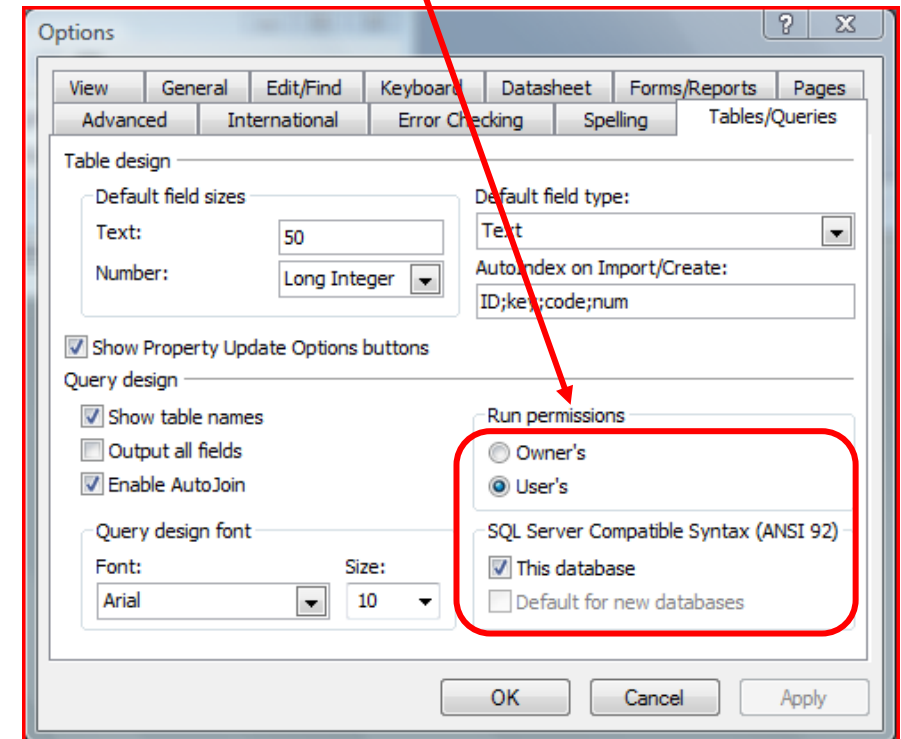 Options
View General Edit/Find Keyboard Datasheet Forms/Reports Pages
Advanced International Error Checking Spelling Tables/Queries
Table design
Default field sizes
Text: 50
Number: Long Integer
Default field type:
Text
AutoIndex on Import/Create:
ID;key;code;num
Show Property Update Options buttons
Query design
Show table names
Output all fields
Enable AutoJoin
Run permissions
Owner's
User's
Query design font
Font: Size:
Arial 10
SQL Server Compatible Syntax (ANSI 92)
This database
Default for new databases
OK Cancel Apply